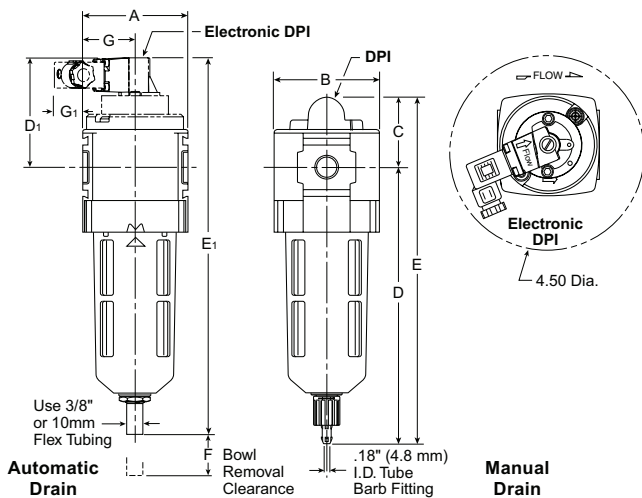 A
G
Electronic DPI
DPI
B
FLOW
D1
G1
C
E1
E
D
Flow
Electronic
DPI
4.50 Dia.
Use 3/8"
or 10mm
Flex Tubing
F
Bowl
Removal
Clearance
.18" (4.8 mm)
I.D. Tube
Barb Fitting
Automatic
Drain
Manual
Drain